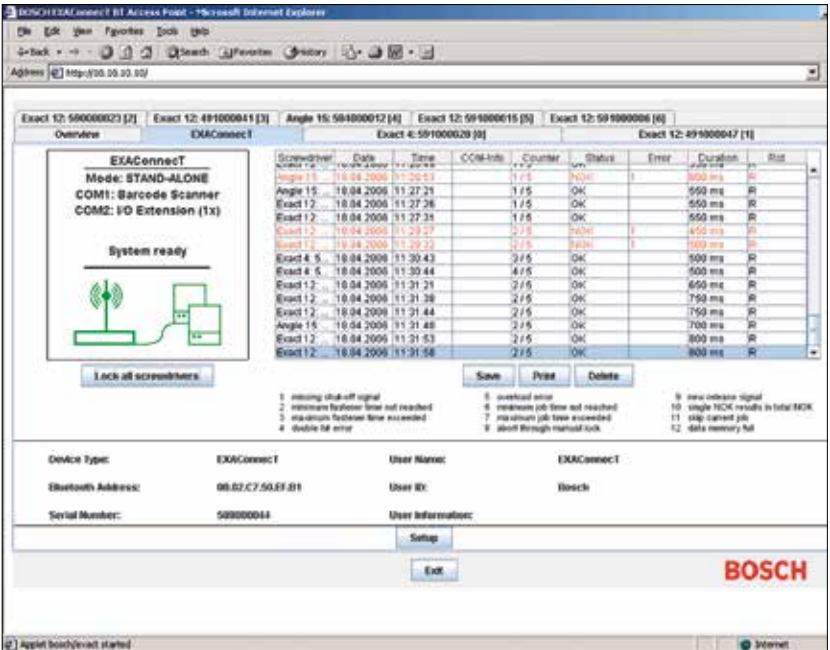 BOSCH EXAConnecT BT Access Point - Microsoft Internet Explorer
File Edit View Favorites Tools Help
Back Search Favorites History
Address http://00.00.10.10/
Exact 12: 590000023 [2] Exact 12: 491000041 [3] Angle 15: 504000012 [4] Exact 12: 591000015 [5] Exact 12: 591000006 [6]
Overview EXAConnecT Exact 4: 591000028 [0] Exact 12: 491000047 [1]
EXAConnecT
Mode: STAND-ALONE
COM1: Barcode Scanner
COM2: I/O Extension (1x)
System ready
Screwdriver Date Time COM-Info Counter Status Error Duration Rot
Angle 15 18.04.2006 11:26:53 1/5 NOK 1 600 ms R
Angle 15 18.04.2006 11:27:21 1/5 OK 550 ms R
Exact 12: ... 18.04.2006 11:27:26 1/5 OK 550 ms R
Exact 12: ... 18.04.2006 11:27:31 1/5 OK 550 ms R
Exact 12: ... 18.04.2006 11:29:27 2/5 NOK 1 450 ms R
Exact 12: ... 18.04.2006 11:29:32 2/5 NOK 1 500 ms R
Exact 4: 5... 18.04.2006 11:30:43 3/5 OK 500 ms R
Exact 4: 5... 18.04.2006 11:30:44 4/5 OK 500 ms R
Exact 12: ... 18.04.2006 11:31:21 2/5 OK 650 ms R
Exact 12: ... 18.04.2006 11:31:38 2/5 OK 750 ms R
Exact 12: ... 18.04.2006 11:31:44 2/5 OK 750 ms R
Angle 15: 18.04.2006 11:31:48 2/5 OK 700 ms R
Exact 12: ... 18.04.2006 11:31:53 2/5 OK 800 ms R
Exact 12: ... 18.04.2006 11:31:58 2/5 OK 800 ms R
Lock all screwdrivers Save Print Delete
1 missing shut-off signal 5 overload error 9 new release signal
2 minimum fastener time not reached 6 minimum job time not reached 10 single NOK results in total NOK
3 maximum fastener time exceeded 7 maximum job time exceeded 11 skip current job
4 double hit error 8 abort through manual lock 12 data memory full
Device Type: EXAConnecT User Name: EXAConnecT
Bluetooth Address: 00.02.C7.50.EF.B1 User ID: Bosch
Serial Number: 509000044 User Information:
Setup
Exit
BOSCH
Applet bosch/exact started Internet